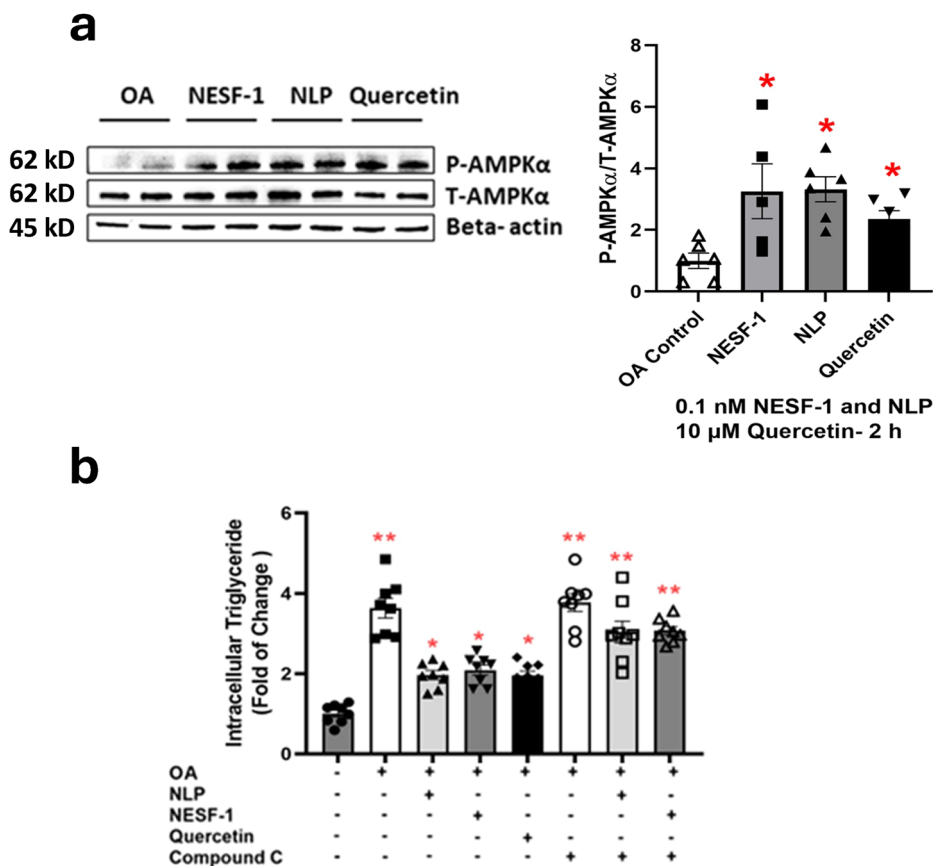 a
OA NESF-1 NLP Quercetin
62 kD P-AMPKα
62 kD T-AMPKα
45 kD Beta- actin
P-AMPKα/T-AMPKα
8
6
4
2
0
* * *
OA Control NESF-1 NLP Quercetin
0.1 nM NESF-1 and NLP
10 µM Quercetin- 2 h
b
Intracellular Triglyceride
(Fold of Change )
6
4
2
0
** * * * ** ** **
OA - + + + + + + +
NLP - - + - - - + -
NESF-1 - - - + - - - +
Quercetin - - - - + - - -
Compound C - - - - - + + +